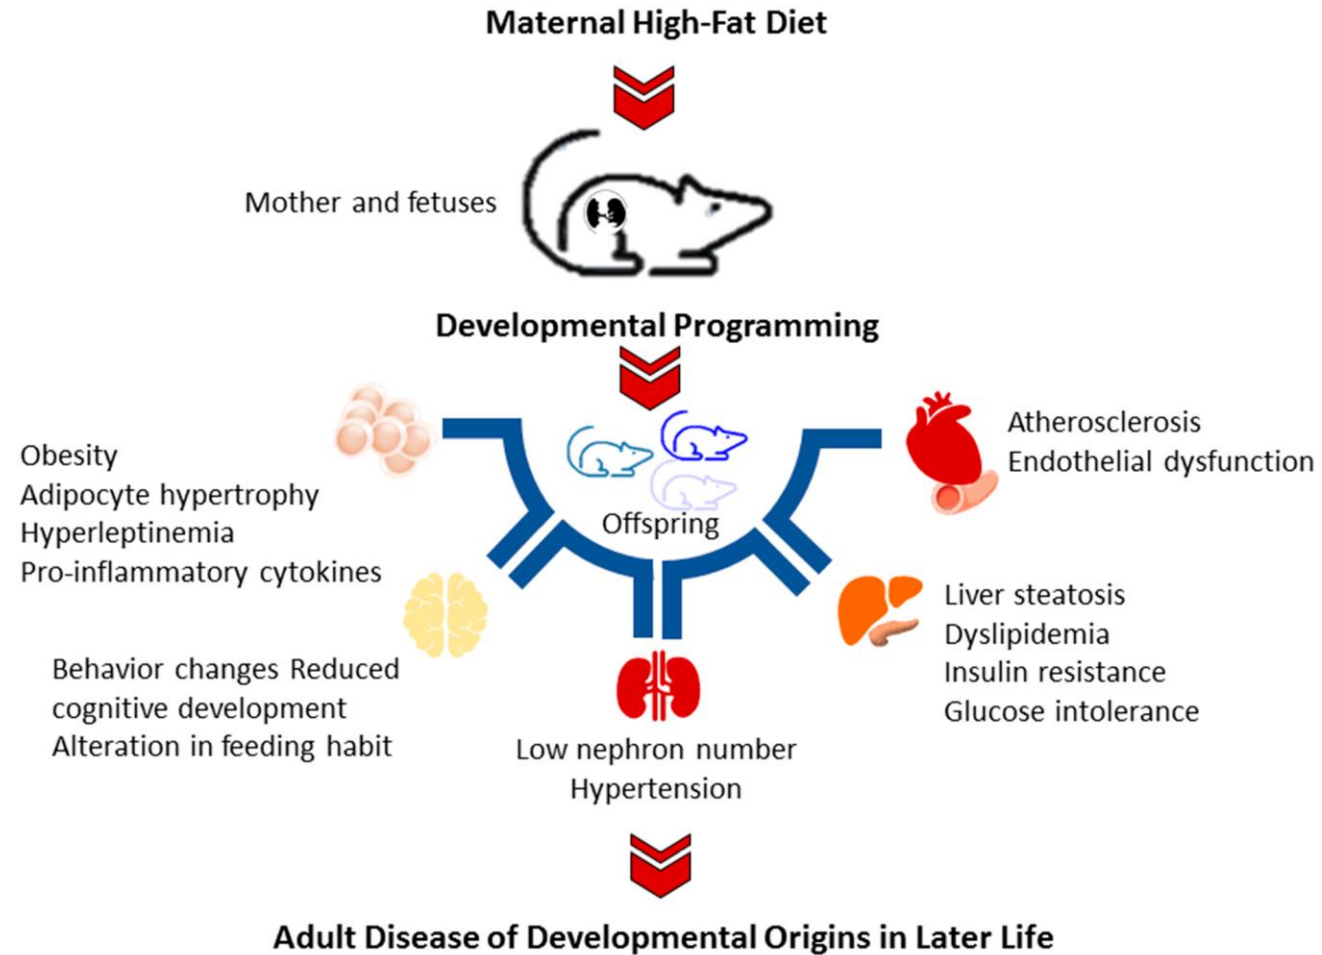 Maternal High-Fat Diet
Mother and fetuses
Developmental Programming
Offspring
Obesity
Adipocyte hypertrophy
Hyperleptinemia
Pro-inflammatory cytokines
Behavior changes Reduced
cognitive development
Alteration in feeding habit
Low nephron number
Hypertension
Liver steatosis
Dyslipidemia
Insulin resistance
Glucose intolerance
Atherosclerosis
Endothelial dysfunction
Adult Disease of Developmental Origins in Later Life